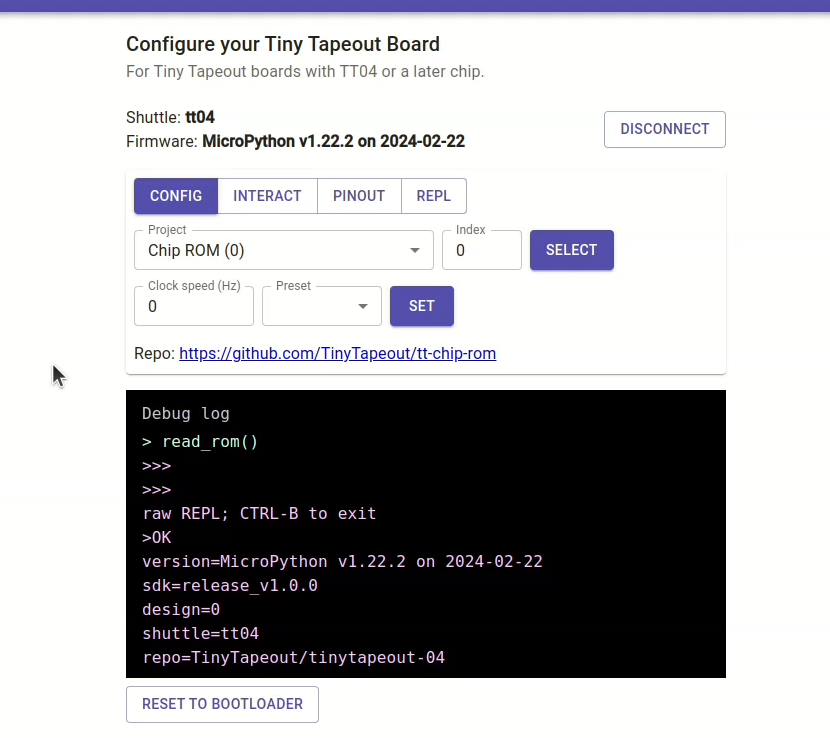 Configure your Tiny Tapeout Board
For Tiny Tapeout boards with TT04 or a later chip.
Shuttle: tt04
Firmware: MicroPython v1.22.2 on 2024-02-22
DISCONNECT
CONFIG INTERACT PINOUT REPL
Project
Chip ROM (0)
Index
0
SELECT
Clock speed (Hz)
0
Preset
SET
Repo: https://github.com/TinyTapeout/tt-chip-rom
Debug log
> read_rom()
>>>
>>>
raw REPL; CTRL-B to exit
>OK
version=MicroPython v1.22.2 on 2024-02-22
sdk=release_v1.0.0
design=0
shuttle=tt04
repo=TinyTapeout/tinytapeout-04
RESET TO BOOTLOADER